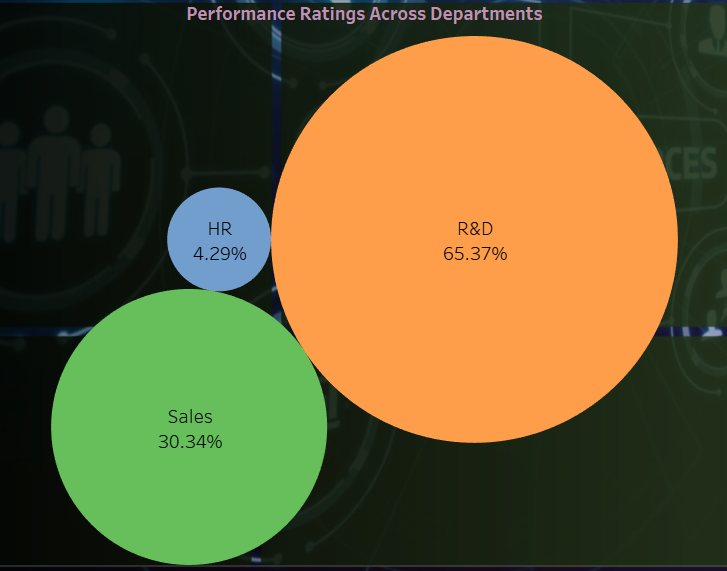 Performance Ratings Across Departments
HR
4.29%
R&D
65.37%
Sales
30.34%